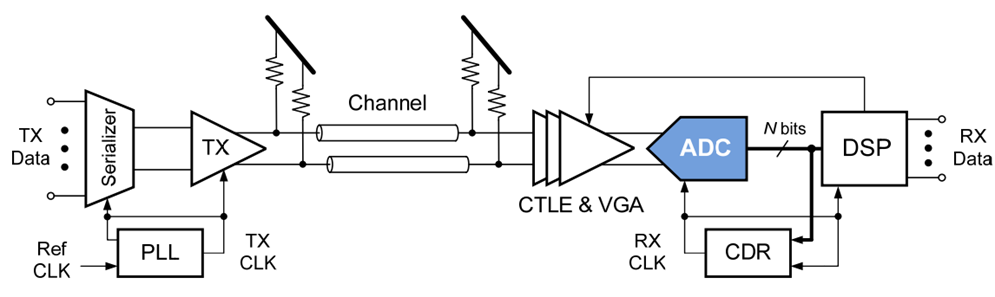 TX
Data
Serializer
TX
Channel
CTLE & VGA
ADC
N bits
DSP
RX
Data
Ref
CLK
PLL
TX
CLK
RX
CLK
CDR